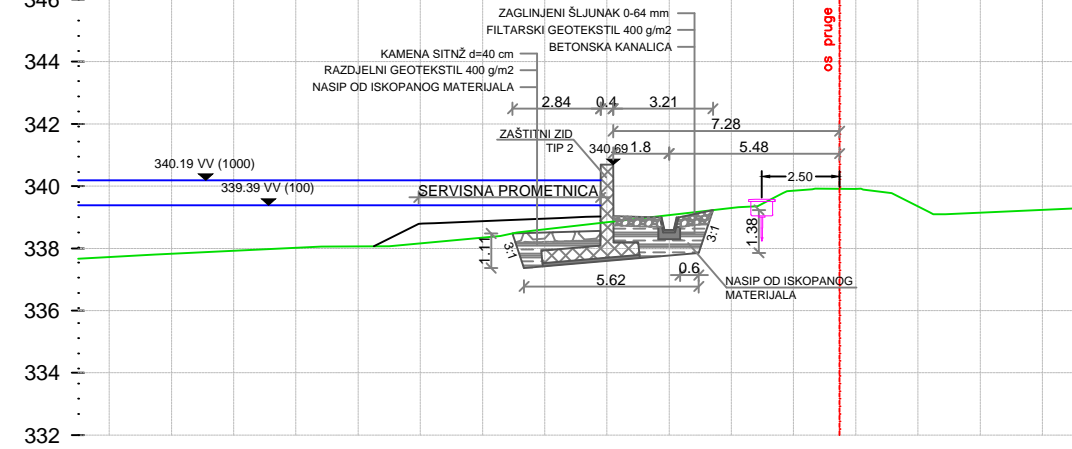 346
344
342
340
338
336
334
332
ZAGLINJENI ŠLJUNAK 0-64 mm
FILTARSKI GEOTEKSTIL 400 g/m2
BETONSKA KANALICA
KAMENA SITNŽ d=40 cm
RAZDJELNI GEOTEKSTIL 400 g/m2
NASIP OD ISKOPANOG MATERIJALA
os pruge
2.84
0.4
3.21
7.28
ZAŠTITNI ZID
TIP 2
340.69
1.8
5.48
340.19 VV (1000)
339.39 VV (100)
SERVISNA PROMETNICA
2.50
1.11
3:1
3:1
1.38
0.6
5.62
NASIP OD ISKOPANOG
MATERIJALA